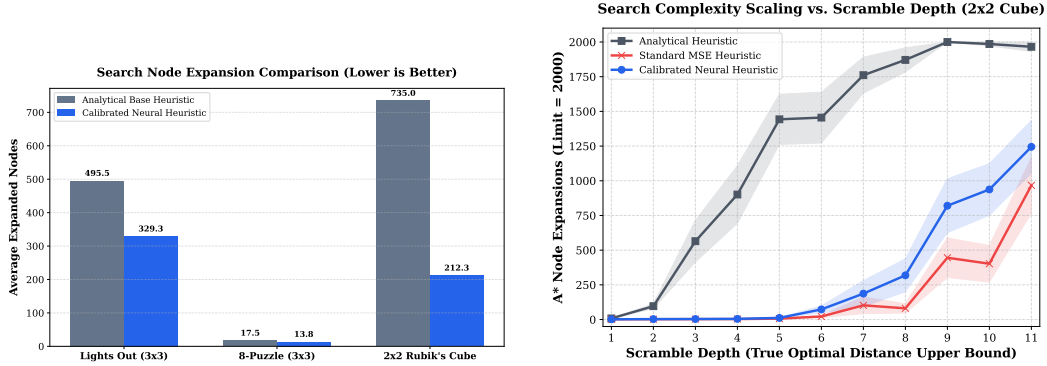 Search Node Expansion Comparison (Lower is Better)
Analytical Base Heuristic
Calibrated Neural Heuristic
Average Expanded Nodes
700
600
500
400
300
200
100
0
495.5
329.3
17.5
13.8
735.0
212.3
Lights Out (3x3)
8-Puzzle (3x3)
2x2 Rubik's Cube
Search Complexity Scaling vs. Scramble Depth (2x2 Cube)
Analytical Heuristic
Standard MSE Heuristic
Calibrated Neural Heuristic
A* Node Expansions (Limit = 2000)
2000
1750
1500
1250
1000
750
500
250
0
1 2 3 4 5 6 7 8 9 10 11
Scramble Depth (True Optimal Distance Upper Bound)